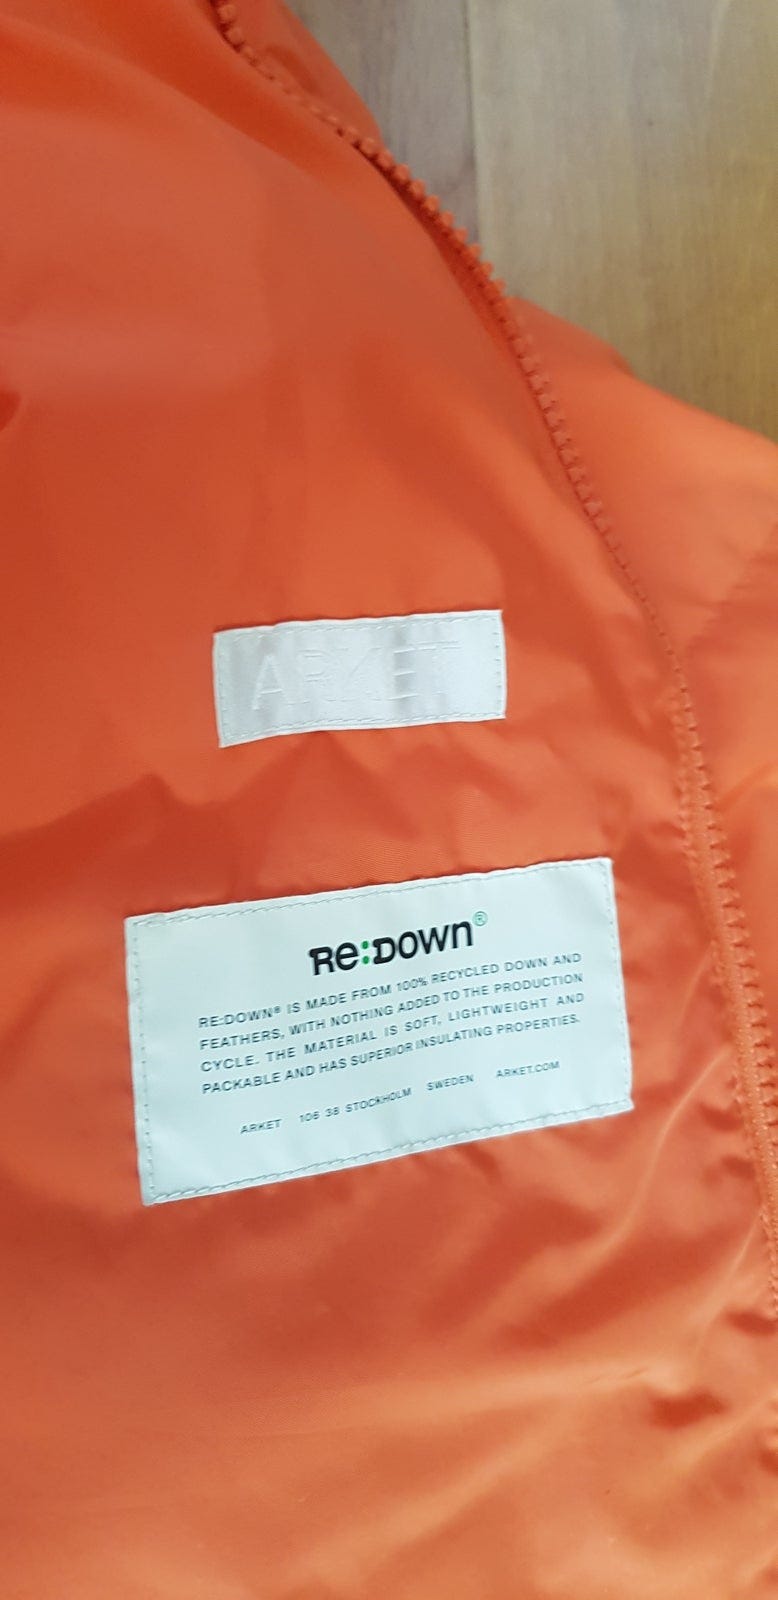 ARKET
Re:DOWN®
RE:DOWN® IS MADE FROM 100% RECYCLED DOWN AND
FEATHERS, WITH NOTHING ADDED TO THE PRODUCTION
CYCLE. THE MATERIAL IS SOFT, LIGHTWEIGHT AND
PACKABLE AND HAS SUPERIOR INSULATING PROPERTIES.
ARKET 106 38 STOCKHOLM SWEDEN ARKET.COM